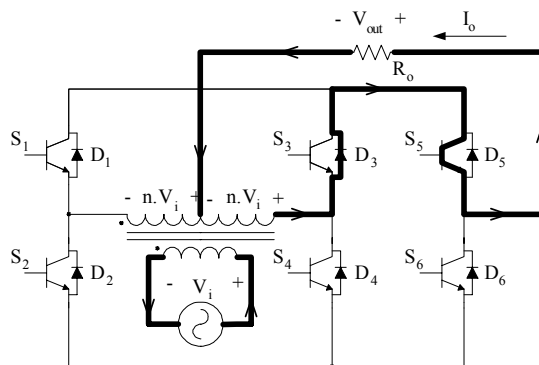 - V_out +
I_o
R_o
S_1
D_1
S_3
D_3
S_5
D_5
- n.V_i + - n.V_i +
S_2
D_2
- V_i +
S_4
D_4
S_6
D_6